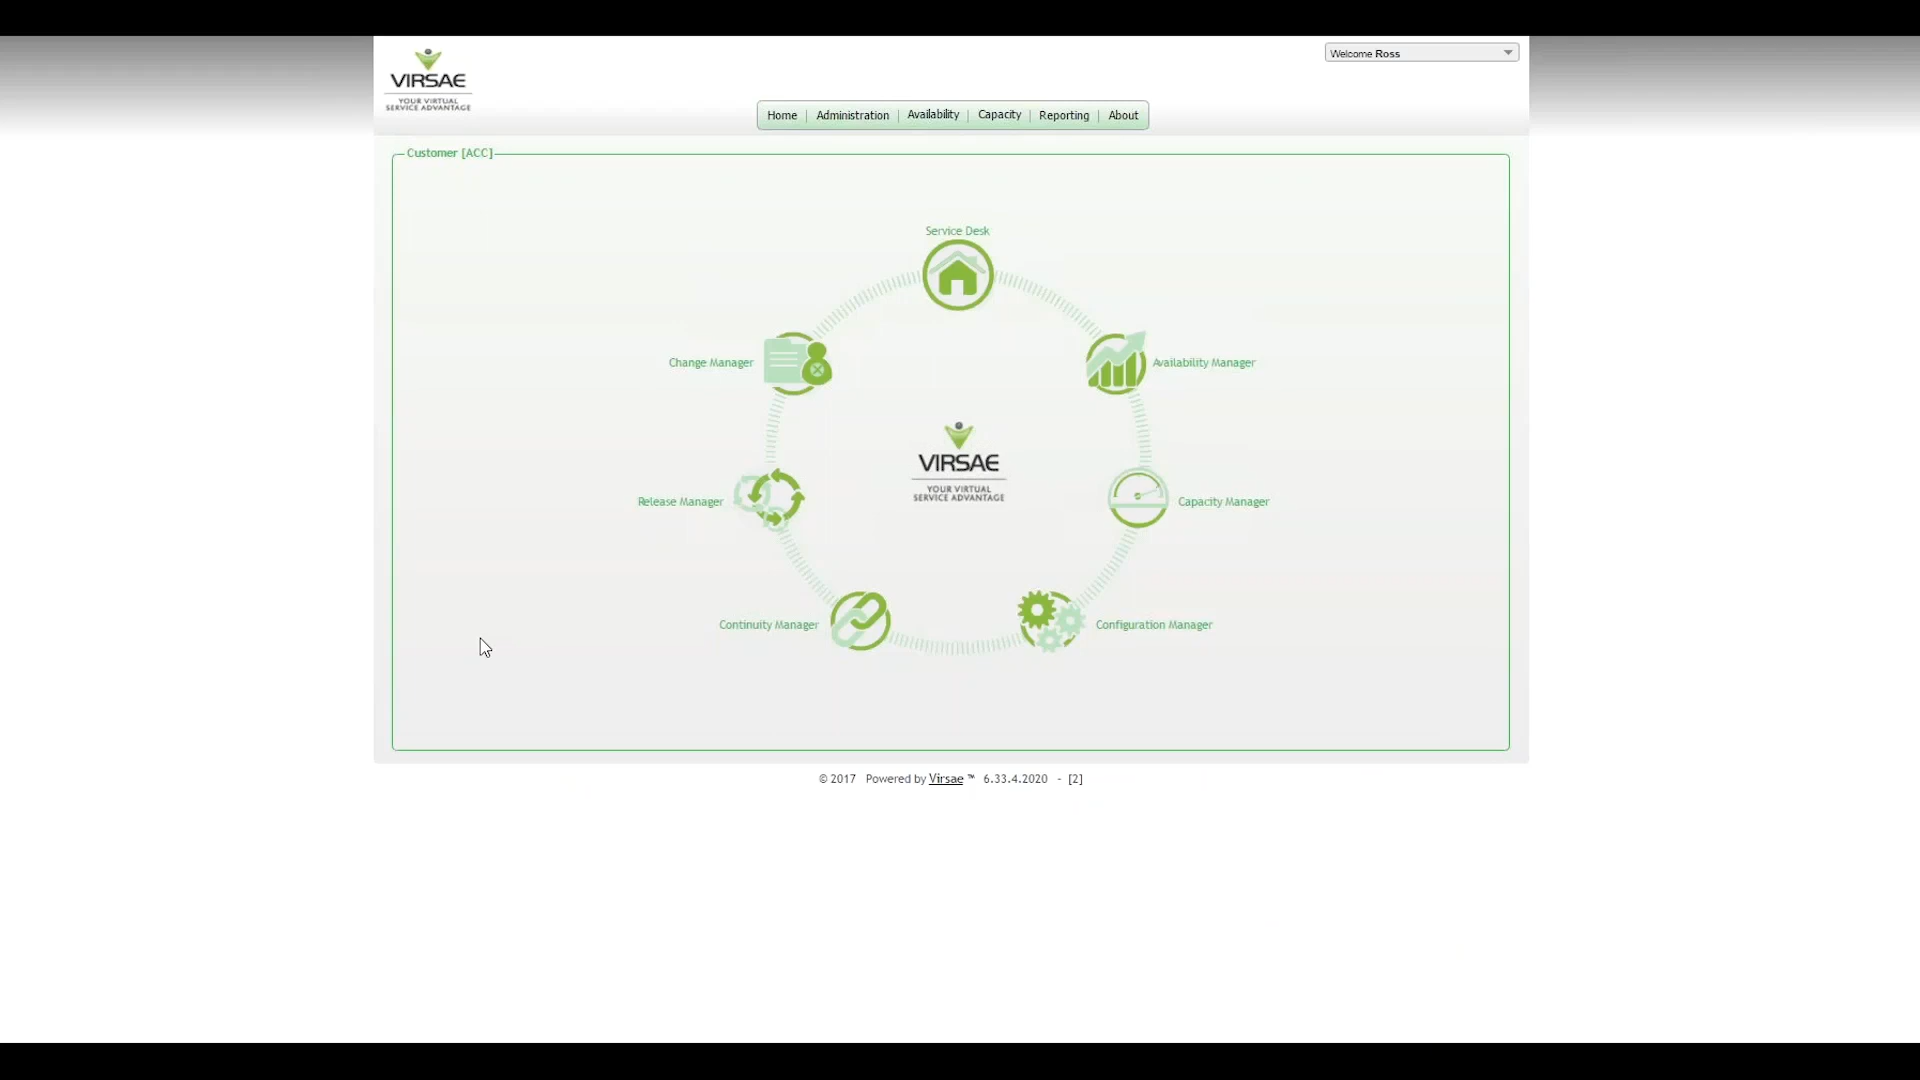 VIRSAE
YOUR VIRTUAL
SERVICE ADVANTAGE
Welcome Ross
Home Administration Availability Capacity Reporting About
Customer [ACC]
Service Desk
Change Manager
Availability Manager
VIRSAE
YOUR VIRTUAL
SERVICE ADVANTAGE
Release Manager
Capacity Manager
Continuity Manager
Configuration Manager
© 2017 Powered by Virsae ™ 6.33.4.2020 - [2]